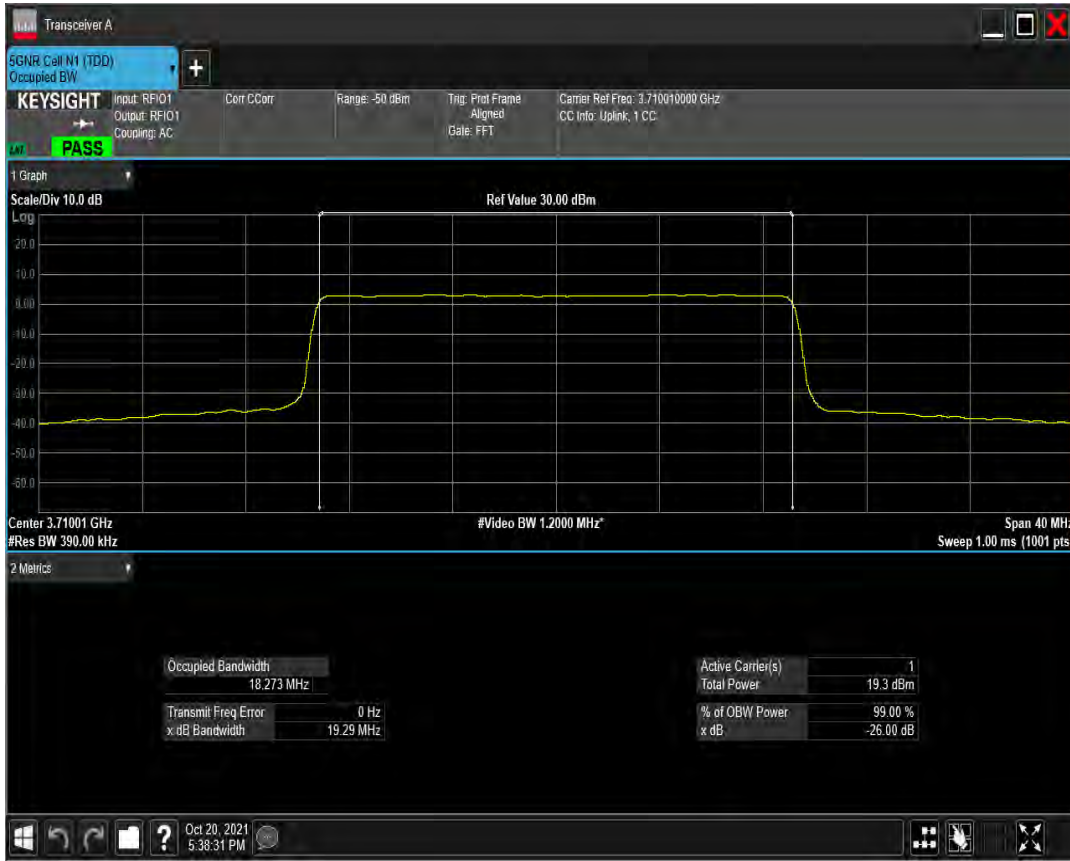 Transceiver A
5GNR Cell N1 (TDD)
Occupied BW
+
KEYSIGHT
Input: RFIO1
Output: RFIO1
Coupling: AC
Corr CCorr
Range: -50 dBm
Trig: Prot Frame
Aligned
Gate: FFT
Carrier Ref Freq: 3.710010000 GHz
CC Info: Uplink, 1 CC
PASS
1 Graph
Scale/Div 10.0 dB
Ref Value 30.00 dBm
Log
20.0
10.0
0.00
-10.0
-20.0
-30.0
-40.0
-50.0
-60.0
Center 3.71001 GHz
#Video BW 1.2000 MHz*
Span 40 MHz
#Res BW 390.00 kHz
Sweep 1.00 ms (1001 pts
2 Metrics
Occupied Bandwidth
18.273 MHz
Transmit Freq Error 0 Hz
x dB Bandwidth 19.29 MHz
Active Carrier(s) 1
Total Power 19.3 dBm
% of OBW Power 99.00 %
x dB -26.00 dB
?
Oct 20, 2021
5:38:31 PM